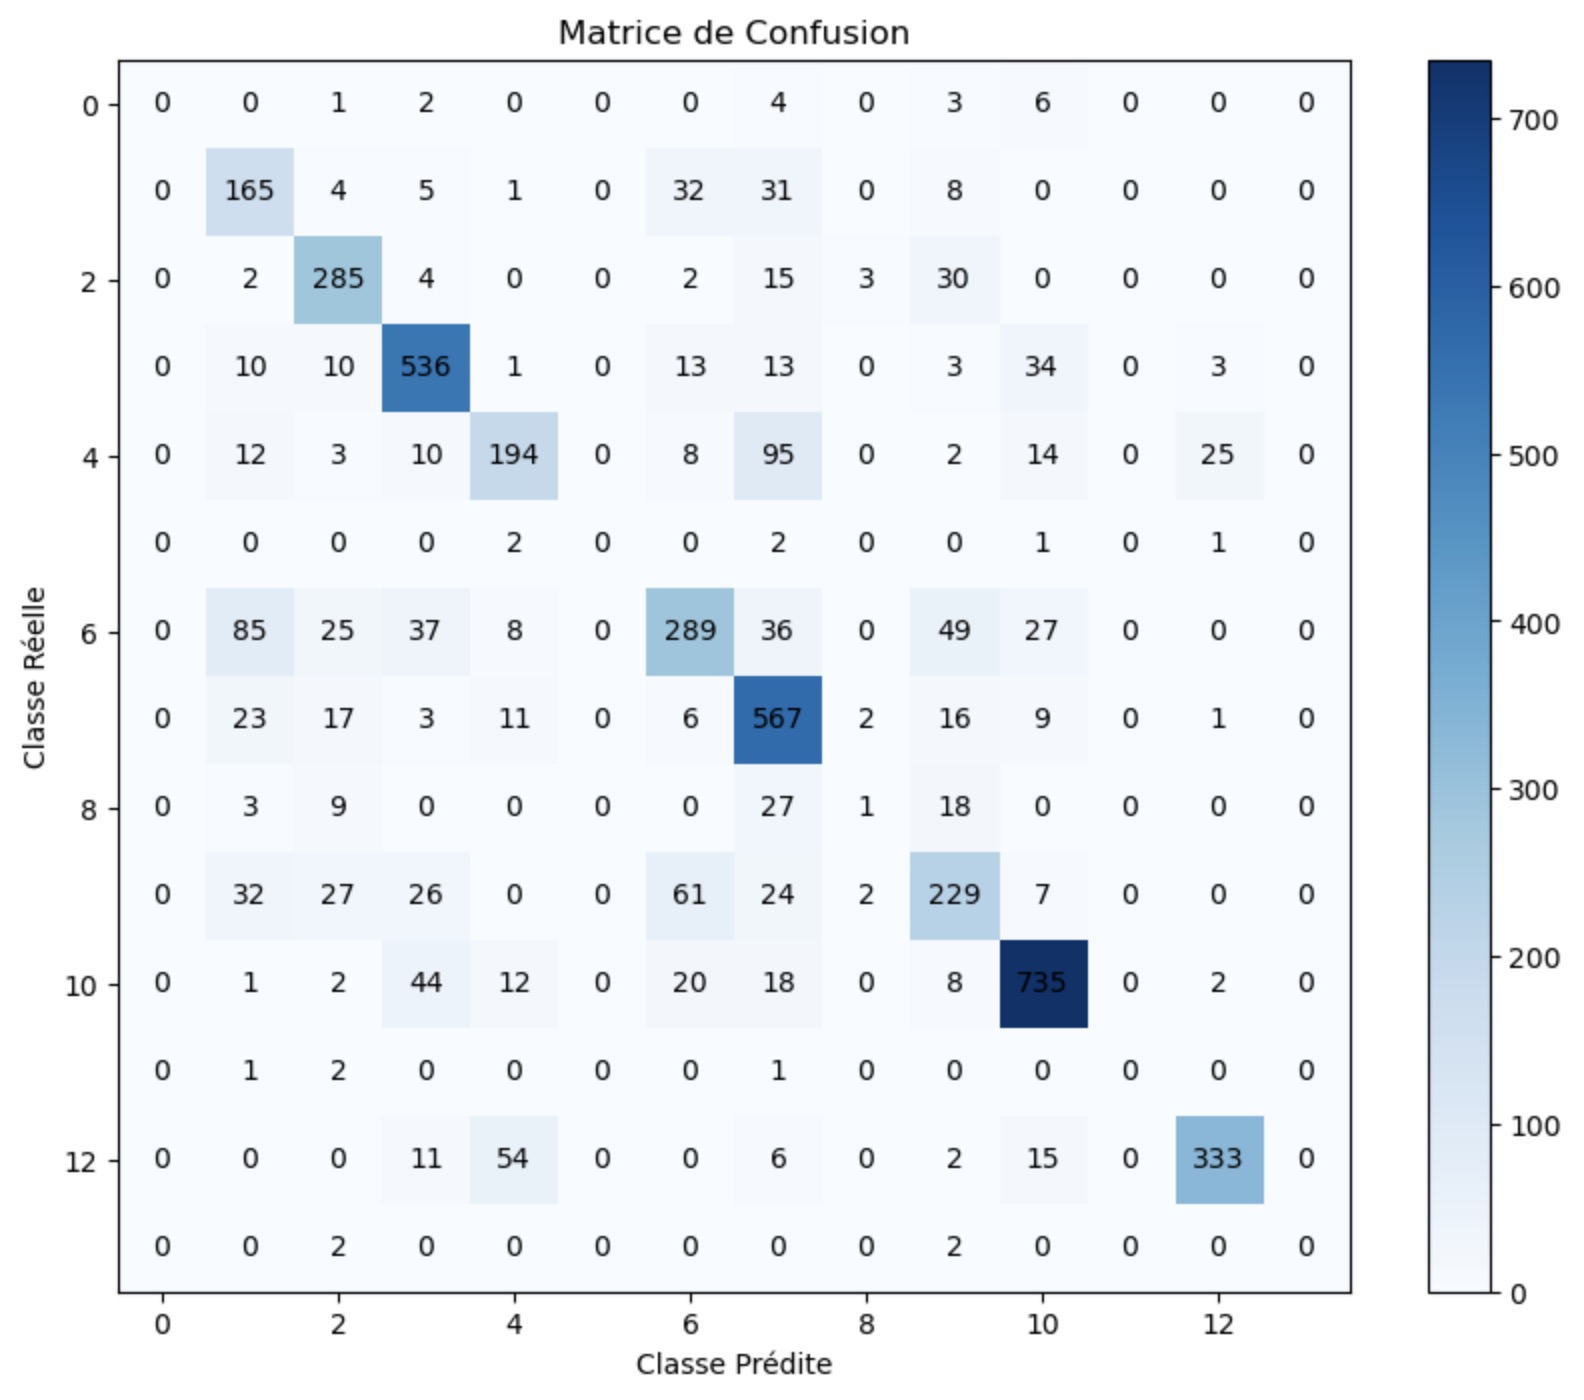 Matrice de Confusion
0 0 0 1 2 0 0 0 4 0 3 6 0 0 0
0 165 4 5 1 0 32 31 0 8 0 0 0 0
2 0 2 285 4 0 0 2 15 3 30 0 0 0 0
0 10 10 536 1 0 13 13 0 3 34 0 3 0
4 0 12 3 10 194 0 8 95 0 2 14 0 25 0
0 0 0 0 2 0 0 2 0 0 1 0 1 0
6 0 85 25 37 8 0 289 36 0 49 27 0 0 0
0 23 17 3 11 0 6 567 2 16 9 0 1 0
8 0 3 9 0 0 0 0 27 1 18 0 0 0 0
0 32 27 26 0 0 61 24 2 229 7 0 0 0
10 0 1 2 44 12 0 20 18 0 8 735 0 2 0
0 1 2 0 0 0 0 1 0 0 0 0 0 0
12 0 0 0 11 54 0 0 6 0 2 15 0 333 0
0 0 2 0 0 0 0 0 0 2 0 0 0 0
0 2 4 6 8 10 12
Classe Prédite
Classe Réelle
700
600
500
400
300
200
100
0